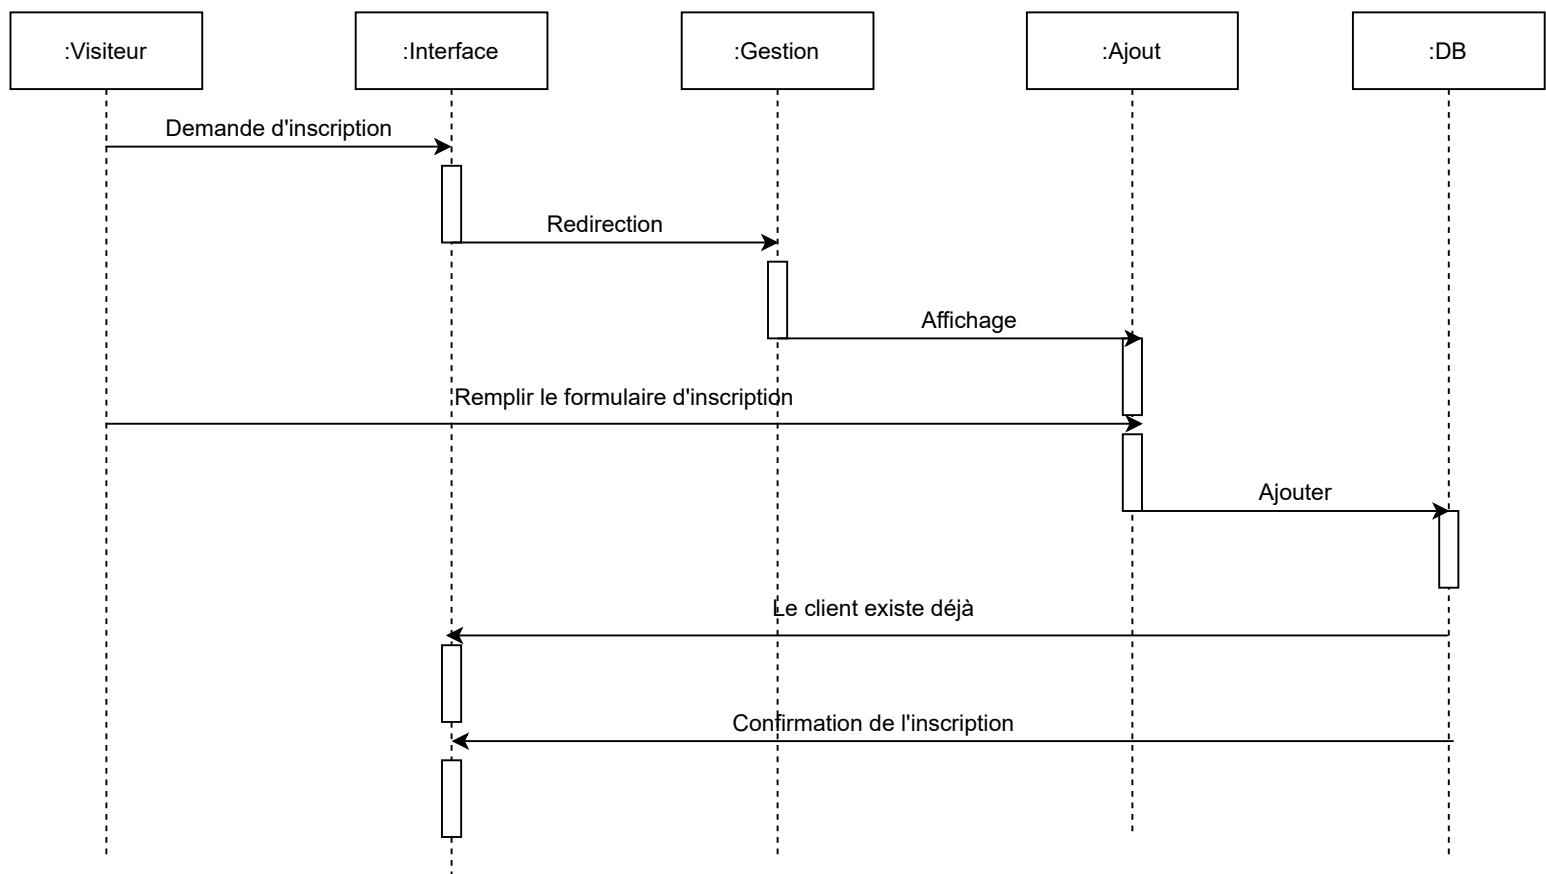 :Visiteur
:Interface
:Gestion
:Ajout
:DB
Demande d'inscription
Redirection
Affichage
Remplir le formulaire d'inscription
Ajouter
Le client existe déjà
Confirmation de l'inscription